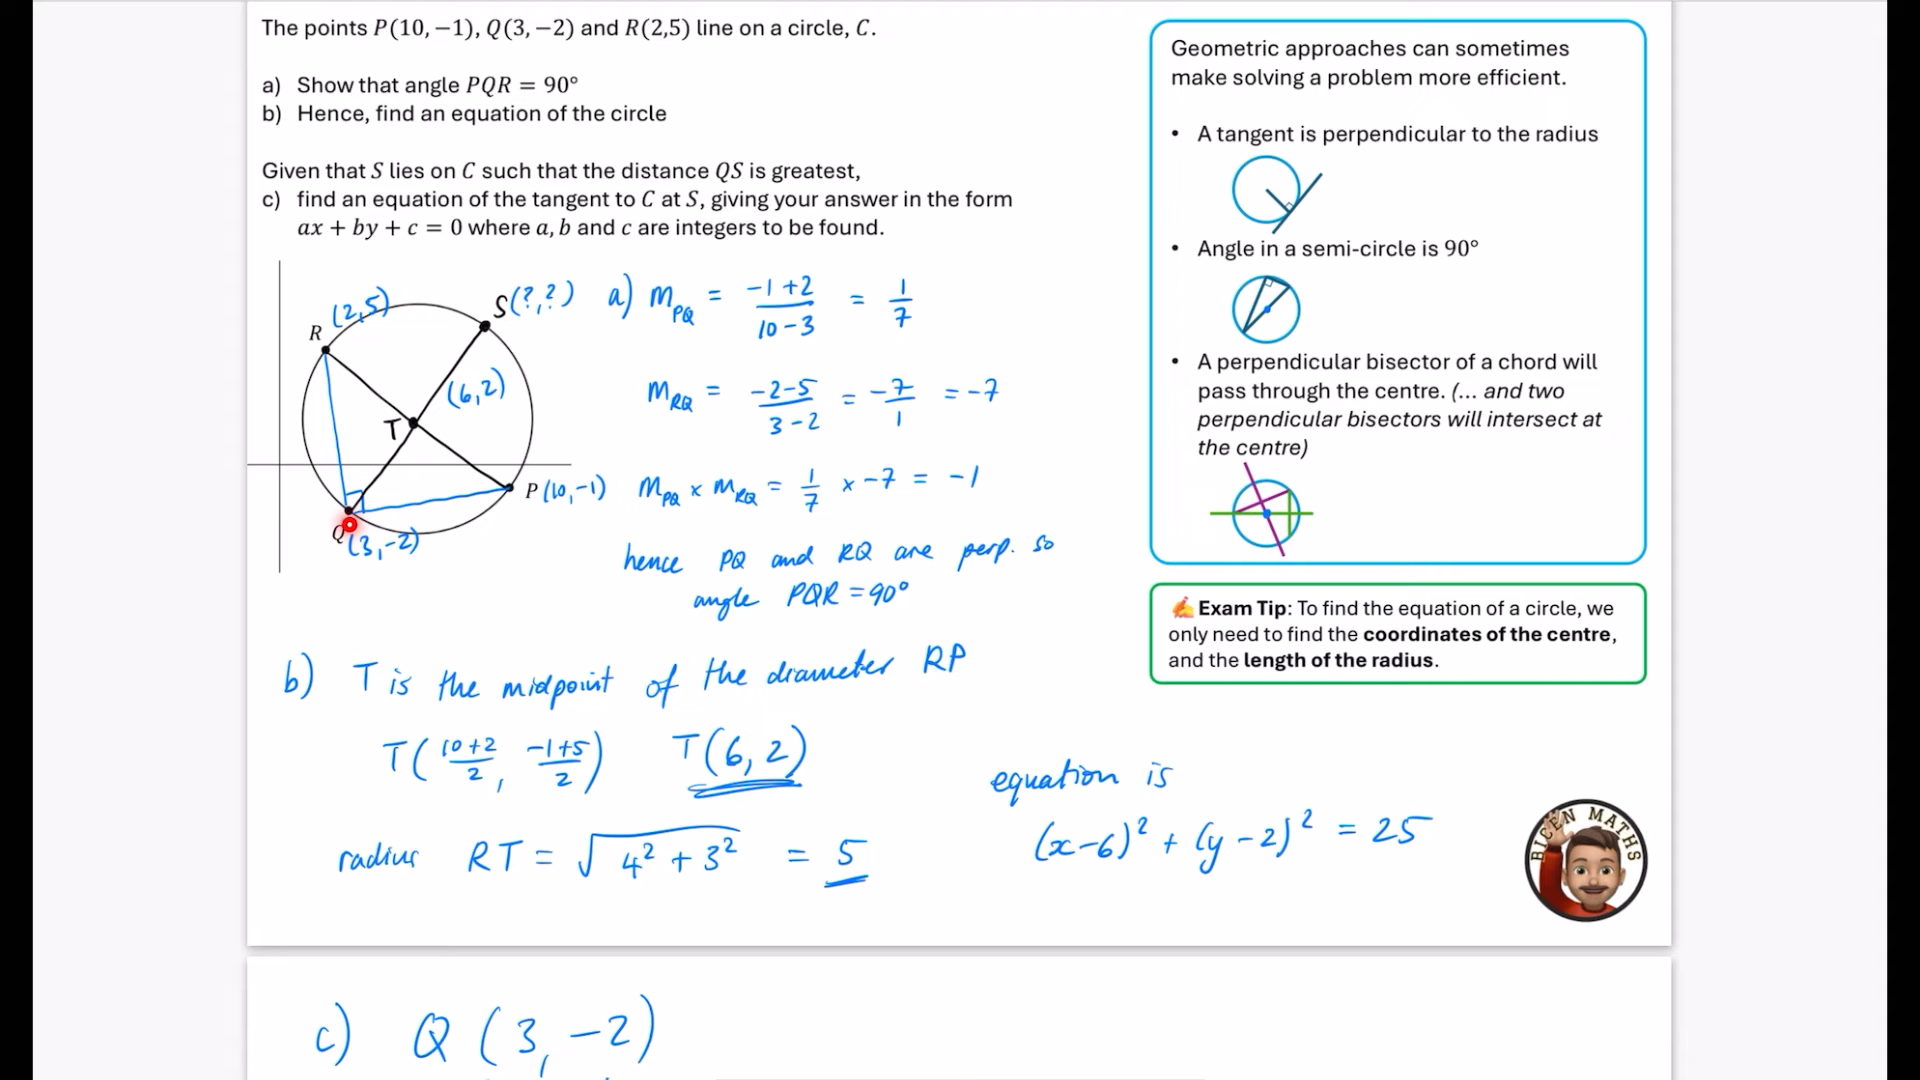 The points P(10, −1), Q(3, −2) and R(2,5) line on a circle, C.
a) Show that angle PQR = 90°
b) Hence, find an equation of the circle
Given that S lies on C such that the distance QS is greatest,
c) find an equation of the tangent to C at S, giving your answer in the form
ax + by + c = 0 where a, b and c are integers to be found.
R
(2,5)
S(?,?)
(6,2)
T
P (10,-1)
Q
(3,-2)
a) m_PQ = (-1+2)/(10-3) = 1/7
m_RQ = (-2-5)/(3-2) = -7/1 = -7
m_PQ × m_RQ = 1/7 × -7 = -1
hence PQ and RQ are perp. so
angle PQR = 90°
b) T is the midpoint of the diameter RP
T((10+2)/2, (-1+5)/2) T(6,2)
radius RT = √(4² + 3²) = 5
equation is
(x-6)² + (y-2)² = 25
Geometric approaches can sometimes
make solving a problem more efficient.
• A tangent is perpendicular to the radius
• Angle in a semi-circle is 90°
• A perpendicular bisector of a chord will
pass through the centre. (... and two
perpendicular bisectors will intersect at
the centre)
✍ Exam Tip: To find the equation of a circle, we
only need to find the coordinates of the centre,
and the length of the radius.
BICEN MATHS
c) Q (3, -2)